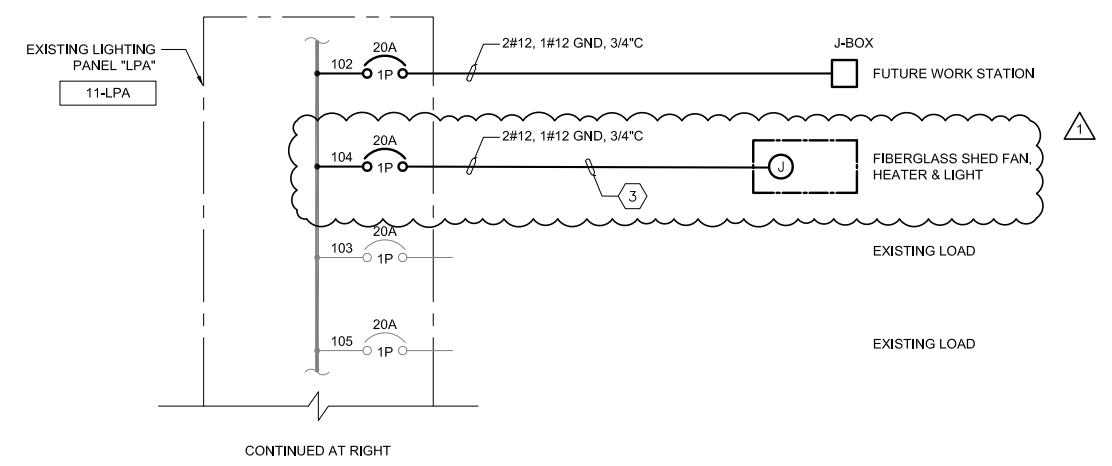 EXISTING LIGHTING
PANEL "LPA"
11-LPA
102
20A
1P
2#12, 1#12 GND, 3/4"C
J-BOX
FUTURE WORK STATION
1
104
20A
1P
2#12, 1#12 GND, 3/4"C
3
J
FIBERGLASS SHED FAN,
HEATER & LIGHT
103
20A
1P
EXISTING LOAD
105
20A
1P
EXISTING LOAD
CONTINUED AT RIGHT